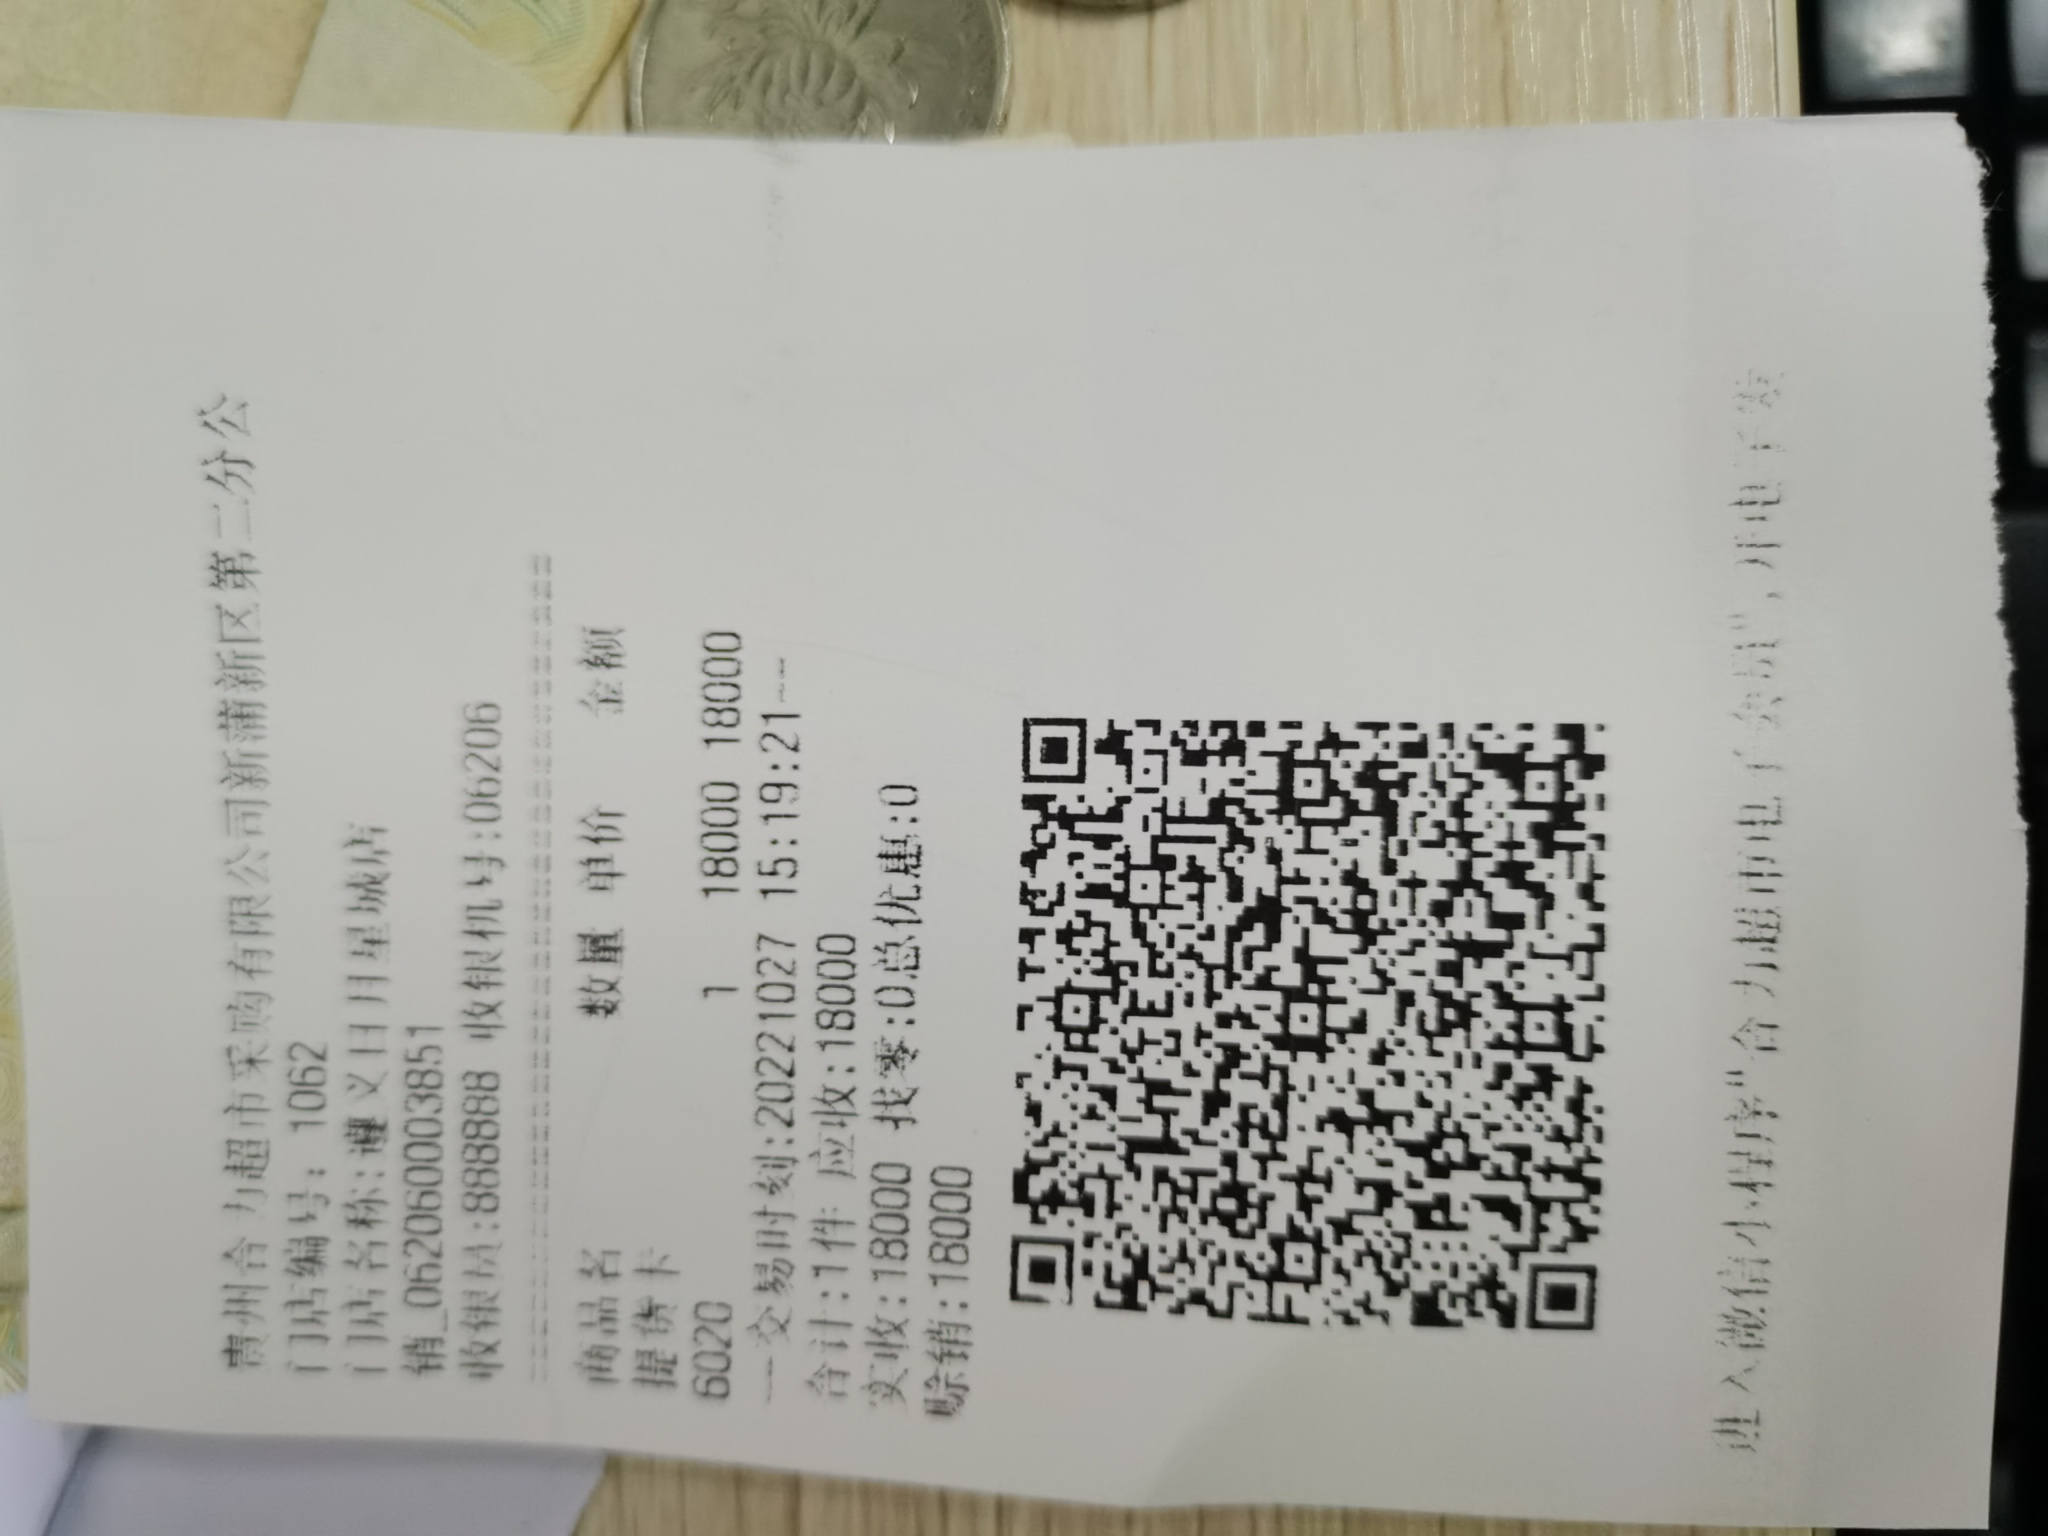 贵州合力超市采购有限公司新蒲新区第二分公
门店编号: 1062
门店名称:遵义日月星城店
销_0620600003851
收银员:888888 收银机号:06206
商品名 数量 单价 金额
提货卡
6020 1 18000 18000
—交易时刻:20221027 15:19:21--
合计:1件 应收:18000
实收:18000 找零:0总优惠:0
赊销:18000
进入微信小程序"合力超市电子会员",开电子发